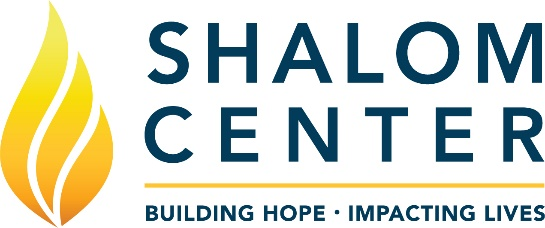 SHALOM
CENTER
BUILDING HOPE · IMPACTING LIVES